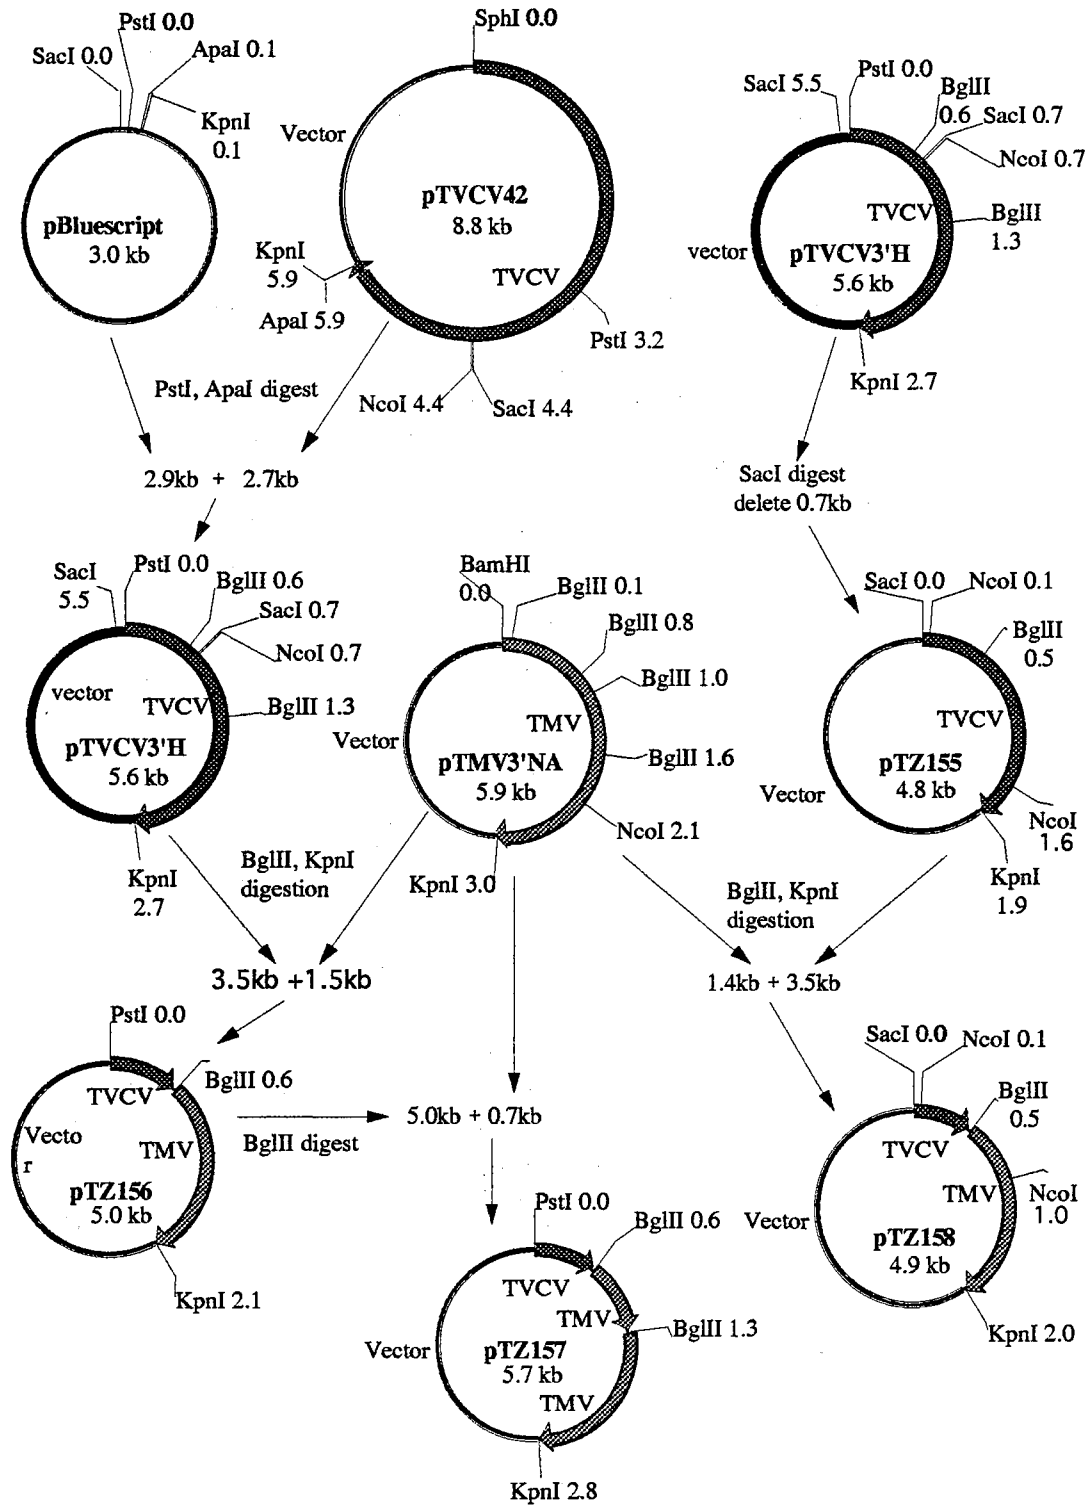 PstI 0.0
SacI 0.0
ApaI 0.1
KpnI
0.1
pBluescript
3.0 kb
SphI 0.0
Vector
pTVCV42
8.8 kb
TVCV
KpnI
5.9
ApaI 5.9
PstI 3.2
NcoI 4.4
SacI 4.4
SacI 5.5
PstI 0.0
BglII
0.6
SacI 0.7
NcoI 0.7
TVCV
BglII
1.3
vector
pTVCV3'H
5.6 kb
KpnI 2.7
PstI, ApaI digest
2.9kb + 2.7kb
SacI digest
delete 0.7kb
SacI
5.5
PstI 0.0
BglII 0.6
SacI 0.7
NcoI 0.7
vector
TVCV
BglII 1.3
pTVCV3'H
5.6 kb
KpnI
2.7
BamHI
0.0
BglII 0.1
BglII 0.8
BglII 1.0
TMV
Vector
BglII 1.6
pTMV3'NA
5.9 kb
NcoI 2.1
KpnI 3.0
SacI 0.0
NcoI 0.1
BglII
0.5
TVCV
pTZ155
4.8 kb
Vector
NcoI
1.6
KpnI
1.9
BglII, KpnI
digestion
BglII, KpnI
digestion
3.5kb +1.5kb
1.4kb + 3.5kb
PstI 0.0
BglII 0.6
TVCV
Vecto
r
TMV
pTZ156
5.0 kb
KpnI 2.1
BglII digest
5.0kb + 0.7kb
PstI 0.0
BglII 0.6
TVCV
TMV
BglII 1.3
Vector
pTZ157
5.7 kb
TMV
KpnI 2.8
SacI 0.0
NcoI 0.1
BglII
0.5
TVCV
TMV
NcoI
1.0
Vector
pTZ158
4.9 kb
KpnI 2.0